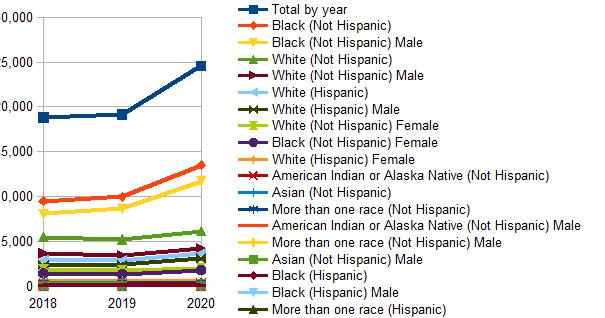 0,000
5,000
0,000
5,000
0,000
5,000
0
2018 2019 2020
Total by year
Black (Not Hispanic)
Black (Not Hispanic) Male
White (Not Hispanic)
White (Not Hispanic) Male
White (Hispanic)
White (Hispanic) Male
White (Not Hispanic) Female
Black (Not Hispanic) Female
White (Hispanic) Female
American Indian or Alaska Native (Not Hispanic)
Asian (Not Hispanic)
More than one race (Not Hispanic)
American Indian or Alaska Native (Not Hispanic) Male
More than one race (Not Hispanic) Male
Asian (Not Hispanic) Male
Black (Hispanic)
Black (Hispanic) Male
More than one race (Hispanic)